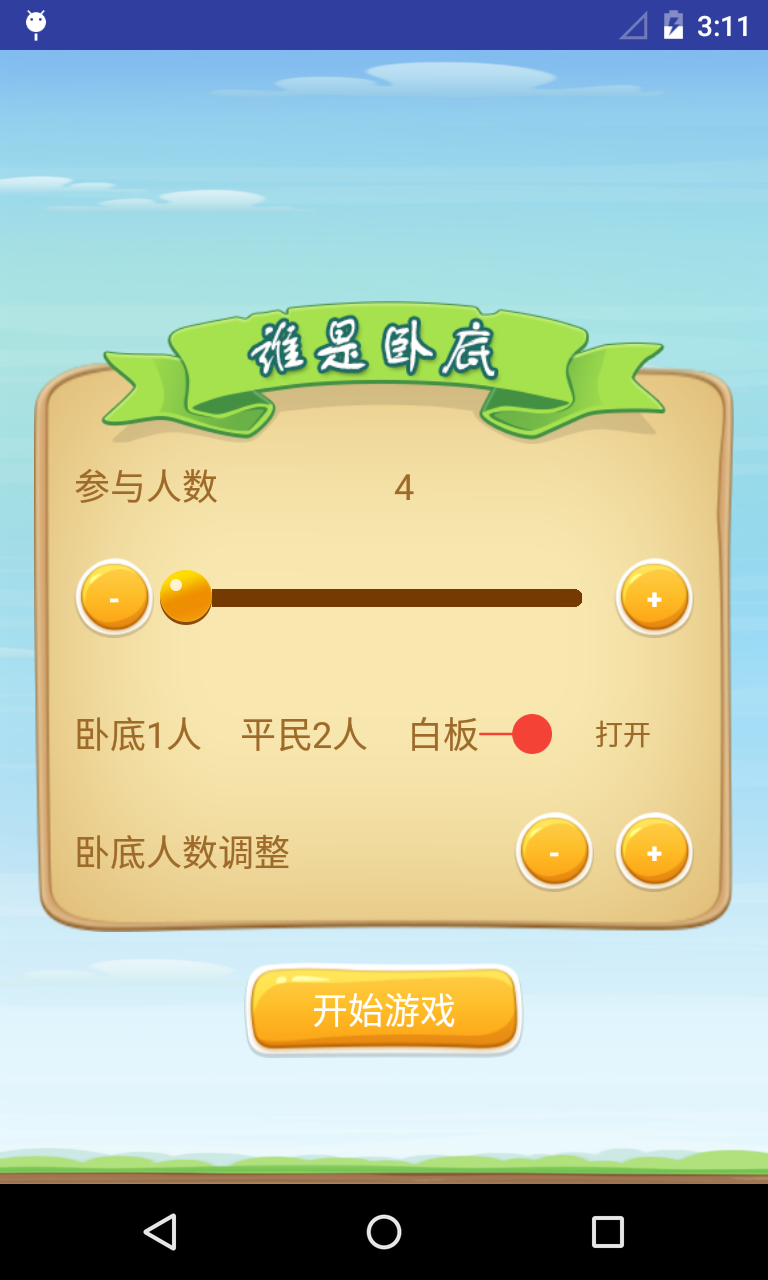 3:11
谁是卧底
参与人数 4
- +
卧底1人 平民2人 白板 打开
卧底人数调整 - +
开始游戏